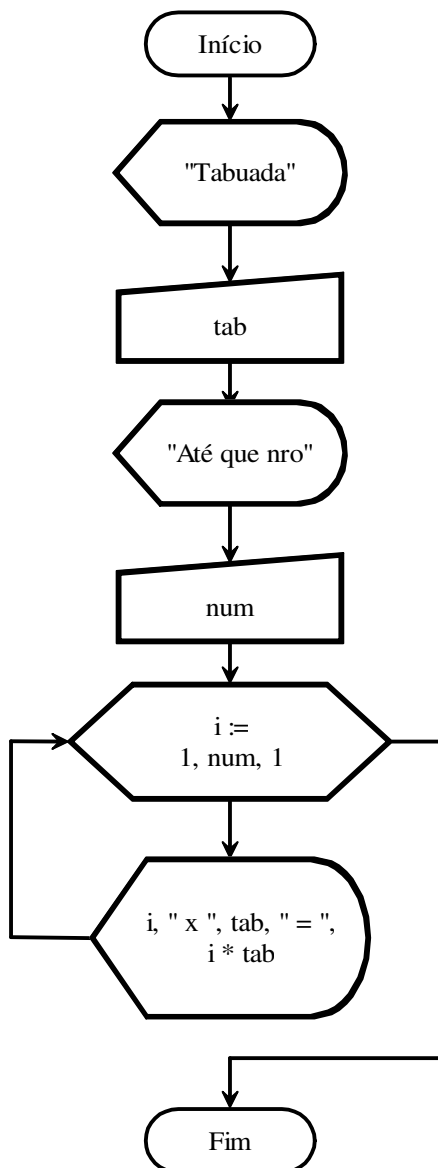 Início
"Tabuada"
tab
"Até que nro"
num
i :=
1, num, 1
i, " x ", tab, " = ",
i * tab
Fim